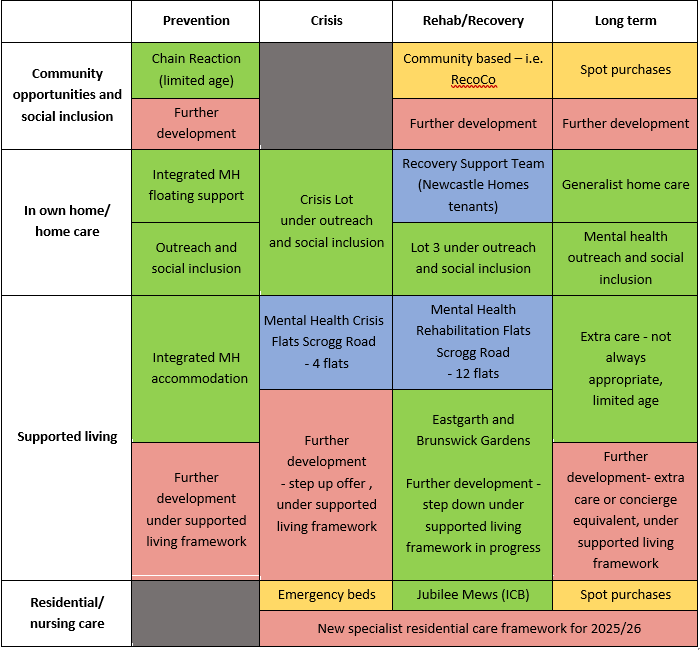 Prevention
Crisis
Rehab/Recovery
Long term
Community
opportunities and
social inclusion
Chain Reaction
(limited age)
Further
development
Community based – i.e.
RecoCo
Further development
Spot purchases
Further development
In own home/
home care
Integrated MH
floating support
Outreach and
social inclusion
Crisis Lot
under outreach
and social inclusion
Recovery Support Team
(Newcastle Homes
tenants)
Lot 3 under outreach
and social inclusion
Generalist home care
Mental health
outreach and social
inclusion
Supported living
Integrated MH
accommodation
Further
development
under supported
living framework
Mental Health Crisis
Flats Scrogg Road
- 4 flats
Further
development
- step up offer ,
under supported
living framework
Mental Health
Rehabilitation Flats
Scrogg Road
- 12 flats
Eastgarth and
Brunswick Gardens
Further development -
step down under
supported living
framework in progress
Extra care - not
always
appropriate,
limited age
Further
development- extra
care or concierge
equivalent, under
supported living
framework
Residential/
nursing care
Emergency beds
Jubilee Mews (ICB)
Spot purchases
New specialist residential care framework for 2025/26